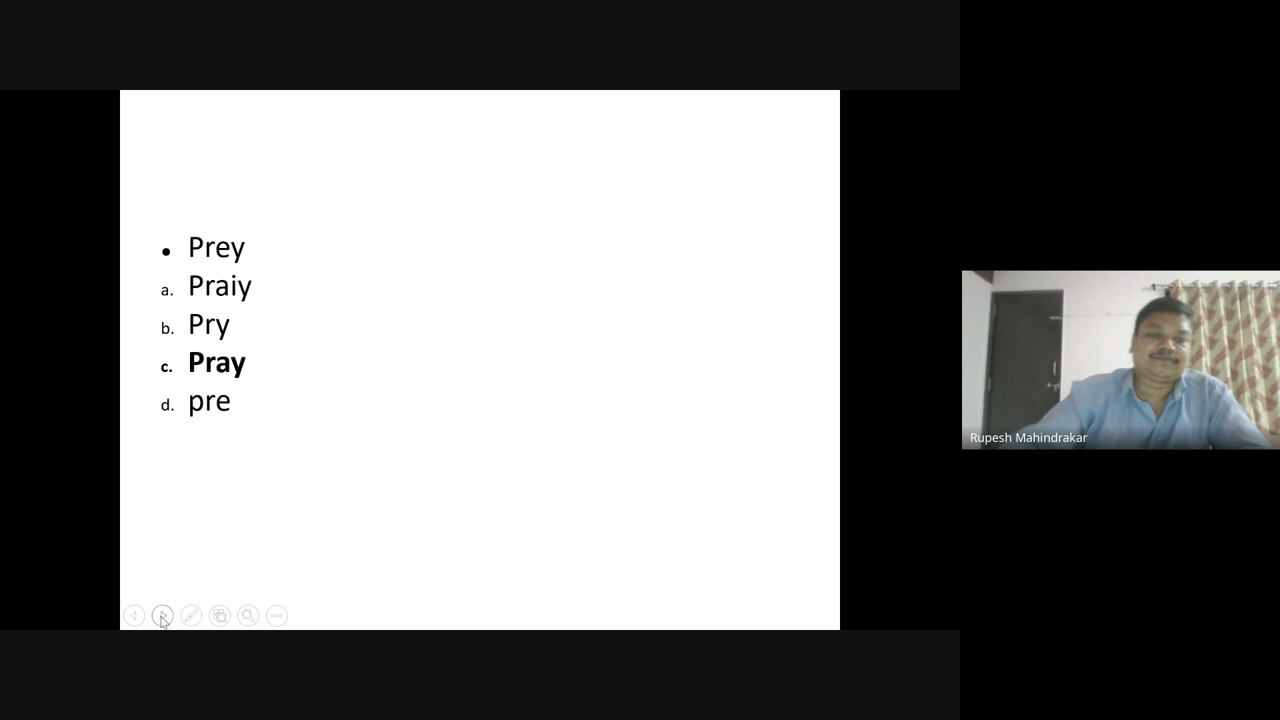 • Prey
a. Praiy
b. Pry
c. Pray
d. pre
Rupesh Mahindrakar